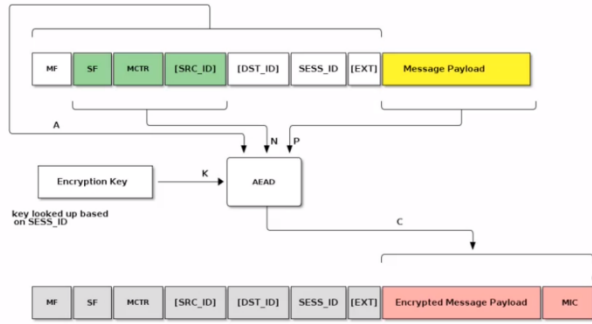 MF SF MCTR [SRC_ID] [DST_ID] SESS_ID [EXT] Message Payload
A
N P
K
Encryption Key
AEAD
key looked up based
on SESS_ID
C
MF SF MCTR [SRC_ID] [DST_ID] SESS_ID [EXT] Encrypted Message Payload MIC